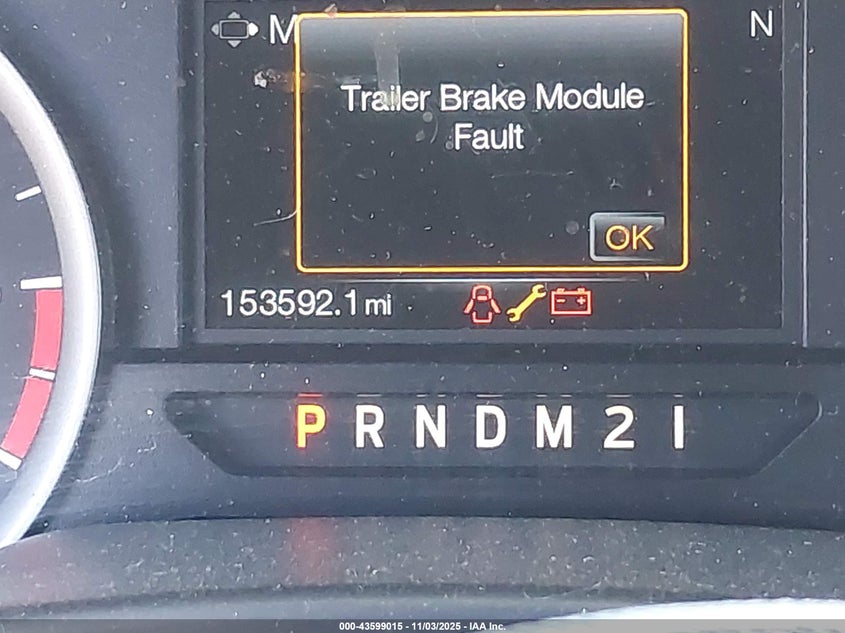 M
N
Trailer Brake Module
Fault
OK
153592.1 mi
P R N D M 2 1
000-43599015 - 11/03/2025 - IAA Inc.